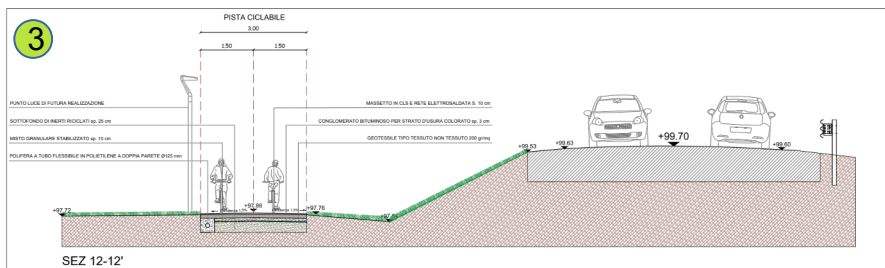 3
PISTA CICLABILE
3.00
1.50 1.50
PUNTO LUCE DI FUTURA REALIZZAZIONE
SOTTOFONDO DI INERTI RICICLATI sp. 25 cm
MISTO GRANULARE STABILIZZATO sp. 10 cm
POLIFERA A TUBO FLESSIBILE IN POLIETILENE A DOPPIA PARETE Ø125 mm
MASSETTO IN CLS E RETE ELETTROSALDATA S. 10 cm
CONGLOMERATO BITUMINOSO PER STRATO D'USURA COLORATO sp. 3 cm
GEOTESSILE TIPO TESSUTO NON TESSUTO 200 gr/mq
+99.53
+99.63
+99.70
+99.60
+97.72
1.5%
+97.86
1.5%
+97.76
SEZ 12-12'